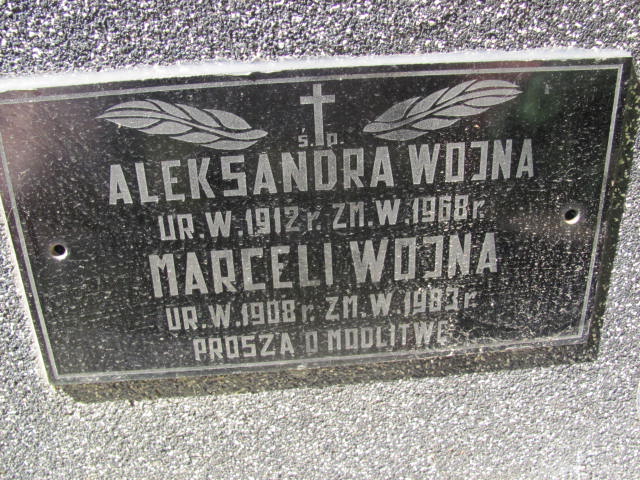 ś. p.
ALEKSANDRA WOJNA
UR. W. 1912 r. ZM. W. 1968 r.
MARCELI WOJNA
UR. W. 1908 r. ZM. W. 1983 r.
PROSZĄ O MODLITWĘ